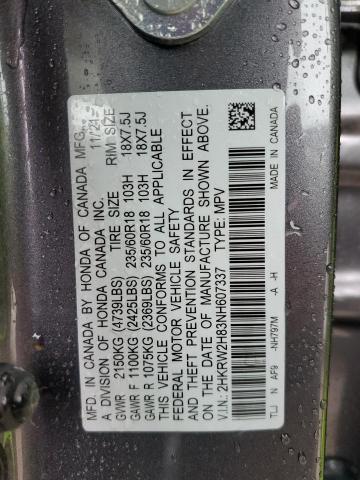 MFD. IN CANADA BY HONDA OF CANADA MFG.,
A DIVISION OF HONDA CANADA INC. 11/21
TIRE SIZE RIM SIZE
GVWR 2150KG (4739LBS)
GAWR F 1100KG (2425LBS) 235/60R18 103H 18X7.5J
GAWR R 1075KG (2369LBS) 235/60R18 103H 18X7.5J
THIS VEHICLE CONFORMS TO ALL APPLICABLE
FEDERAL MOTOR VEHICLE SAFETY, BUMPER,
AND THEFT PREVENTION STANDARDS IN EFFECT
ON THE DATE OF MANUFACTURE SHOWN ABOVE.
V.I.N.: 2HKRW2H83NH607337 TYPE: MPV
TLJ N AF9 -NH797M -A -H MADE IN CANADA